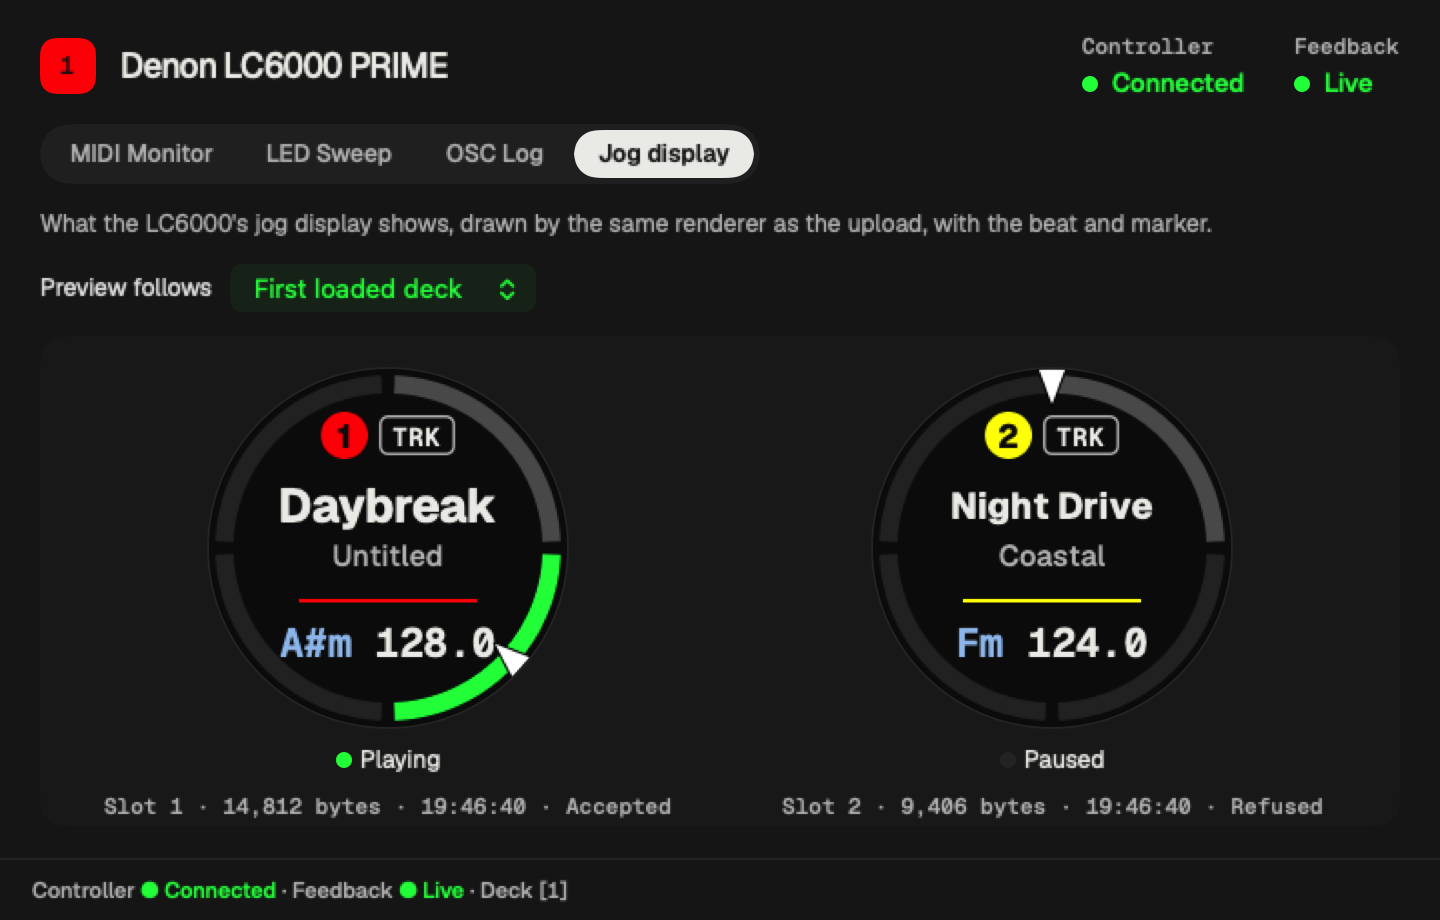 1 Denon LC6000 PRIME
Controller Feedback
Connected Live
MIDI Monitor LED Sweep OSC Log Jog display
What the LC6000's jog display shows, drawn by the same renderer as the upload, with the beat and marker.
Preview follows First loaded deck
1 TRK
Daybreak
Untitled
A#m 128.0
Playing
Slot 1 · 14,812 bytes · 19:46:40 · Accepted
2 TRK
Night Drive
Coastal
Fm 124.0
Paused
Slot 2 · 9,406 bytes · 19:46:40 · Refused
Controller Connected · Feedback Live · Deck [1]